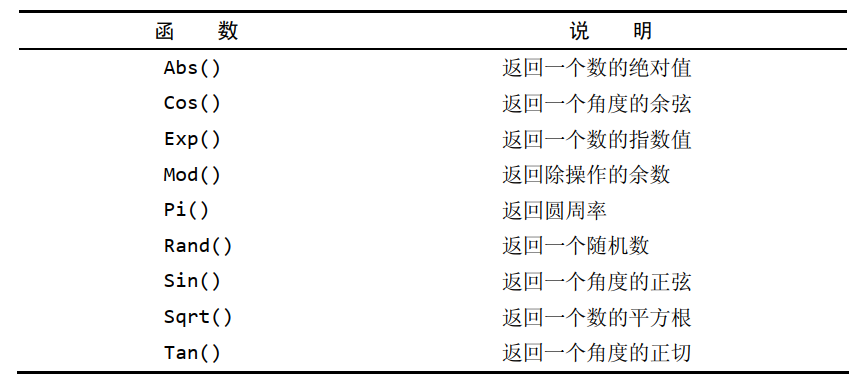 函 数 说 明
Abs() 返回一个数的绝对值
Cos() 返回一个角度的余弦
Exp() 返回一个数的指数值
Mod() 返回除操作的余数
Pi() 返回圆周率
Rand() 返回一个随机数
Sin() 返回一个角度的正弦
Sqrt() 返回一个数的平方根
Tan() 返回一个角度的正切